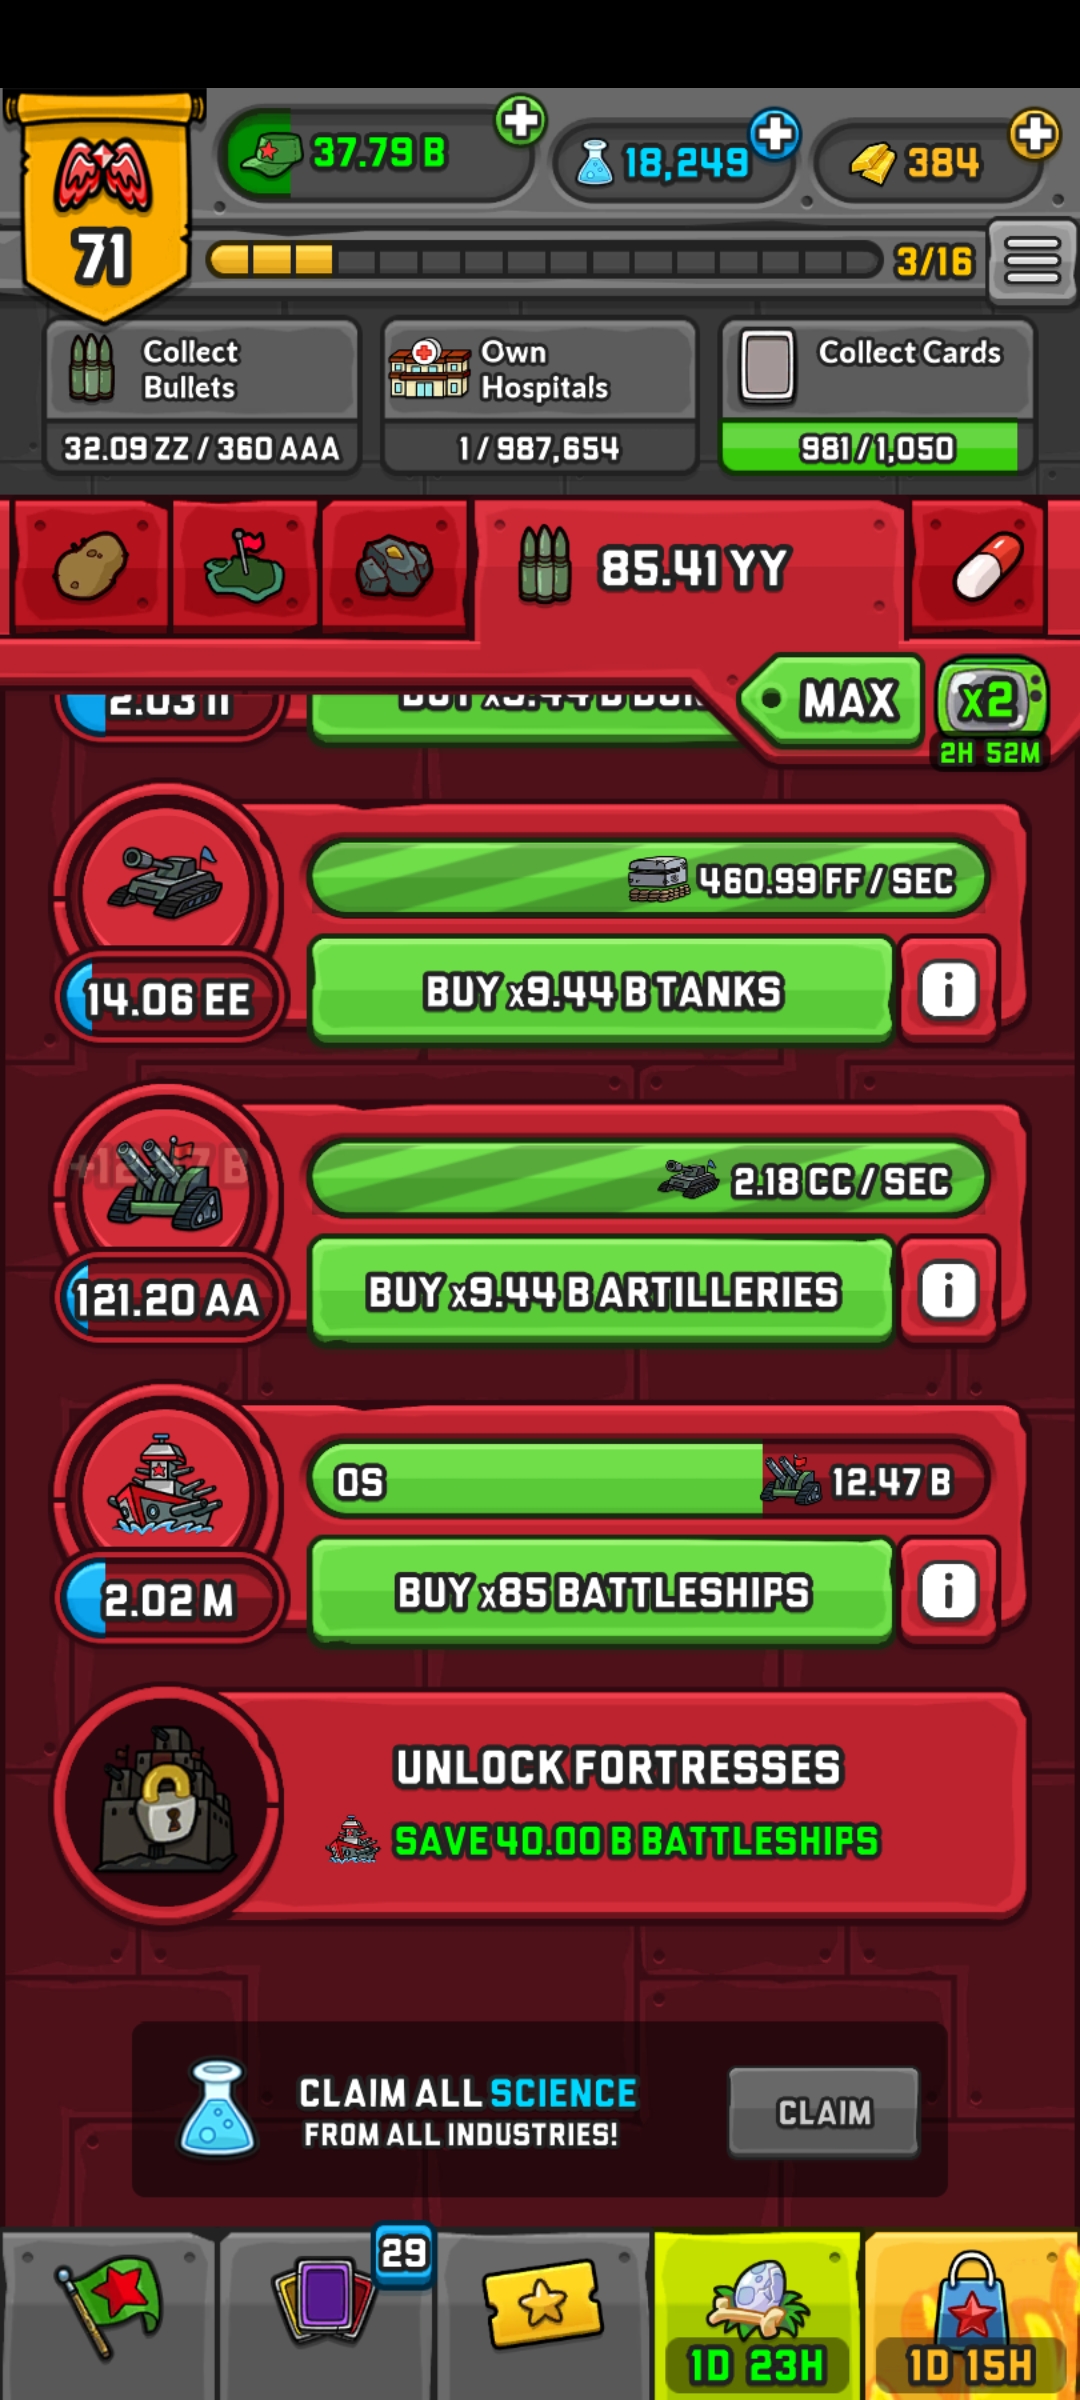 71
37.79 B
18,249
384
3/16
Collect
Bullets
32.09 ZZ / 360 AAA
Own
Hospitals
1 / 987,654
Collect Cards
981 / 1,050
85.41 YY
MAX
x2
2H 52M
460.99 FF / SEC
14.06 EE
BUY x9.44 B TANKS
i
2.18 CC / SEC
121.20 AA
BUY x9.44 B ARTILLERIES
i
0S
12.47 B
2.02 M
BUY x85 BATTLESHIPS
i
UNLOCK FORTRESSES
SAVE 40.00 B BATTLESHIPS
CLAIM ALL SCIENCE
FROM ALL INDUSTRIES!
CLAIM
29
1D 23H
1D 15H